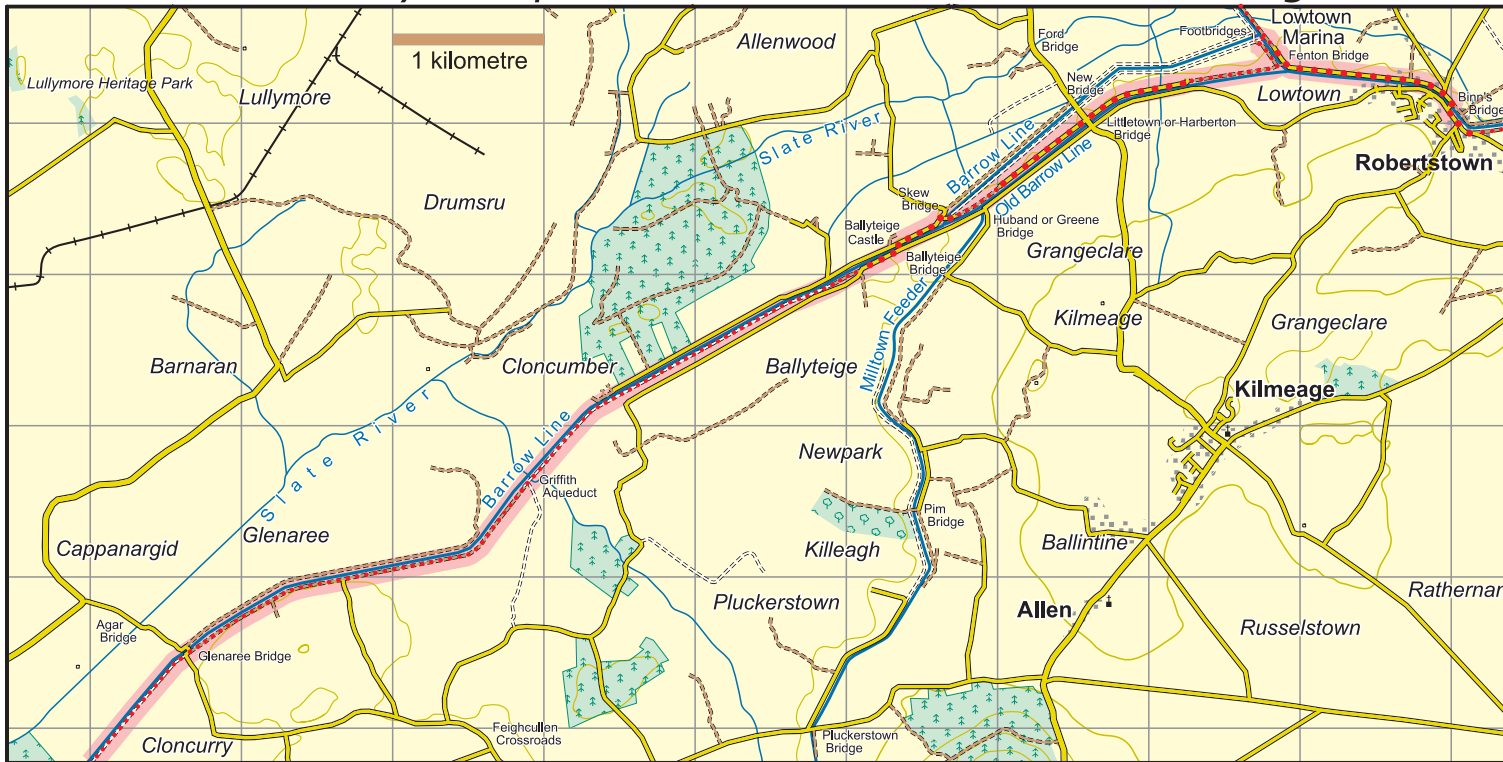 Lowtown
Marina
Fenton Bridge
Footbridges
Ford
Bridge
Allenwood
1 kilometre
Lullymore Heritage Park
Lullymore
New
Bridge
Lowtown
Binn's
Bridge
Littletown or Harberton
Bridge
Slate River
Barrow Line
Old Barrow Line
Robertstown
Drumsru
Skew
Bridge
Ballyteige
Castle
Huband or Greene
Bridge
Ballyteige
Bridge
Grangeclare
Milltown Feeder
Kilmeage
Grangeclare
Barnaran
Cloncumber
Ballyteige
Kilmeage
Slate River
Barrow Line
Newpark
Griffith
Aqueduct
Pim
Bridge
Glenaree
Cappanargid
Killeagh
Ballintine
Pluckerstown
Allen
Rathernan
Russelstown
Agar
Bridge
Glenaree Bridge
Feighcullen
Crossroads
Cloncurry
Pluckerstown
Bridge